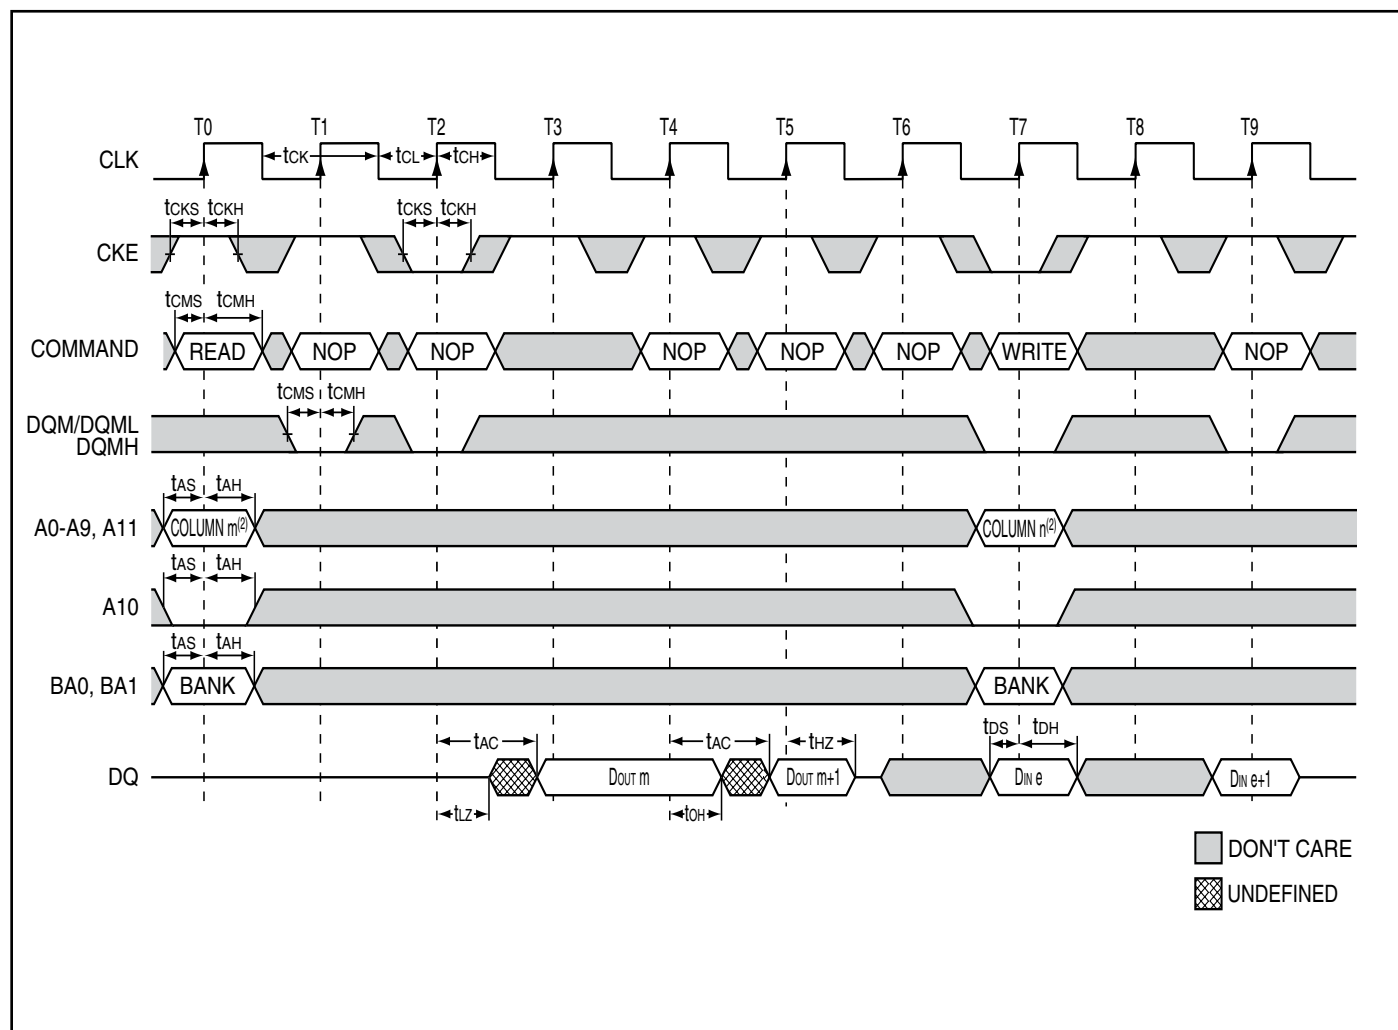 T0 T1 T2 T3 T4 T5 T6 T7 T8 T9
CLK tCK tCL tCH
tCKS tCKH tCKS tCKH
CKE
tCMS tCMH
COMMAND READ NOP NOP NOP NOP NOP WRITE NOP
tCMS tCMH
DQM/DQML
DQMH
tAS tAH
A0-A9, A11 COLUMN m(2) COLUMN n(2)
tAS tAH
A10
tAS tAH
BA0, BA1 BANK BANK
tAC tAC tHZ tDS tDH
DQ DOUT m DOUT m+1 DIN e DIN e+1
tLZ tOH
DON'T CARE
UNDEFINED